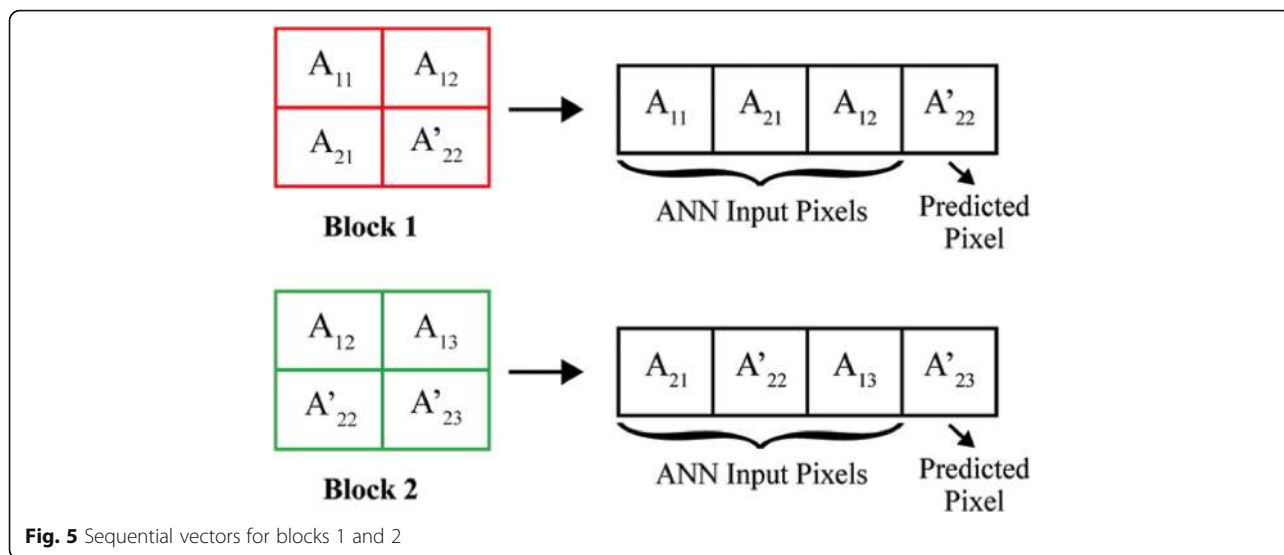 A₁₁ A₁₂
A₂₁ A’₂₂
Block 1
A₁₁ A₂₁ A₁₂ A’₂₂
ANN Input Pixels
Predicted
Pixel
A₁₂ A₁₃
A’₂₂ A’₂₃
Block 2
A₂₁ A’₂₂ A₁₃ A’₂₃
ANN Input Pixels
Predicted
Pixel
Fig. 5 Sequential vectors for blocks 1 and 2